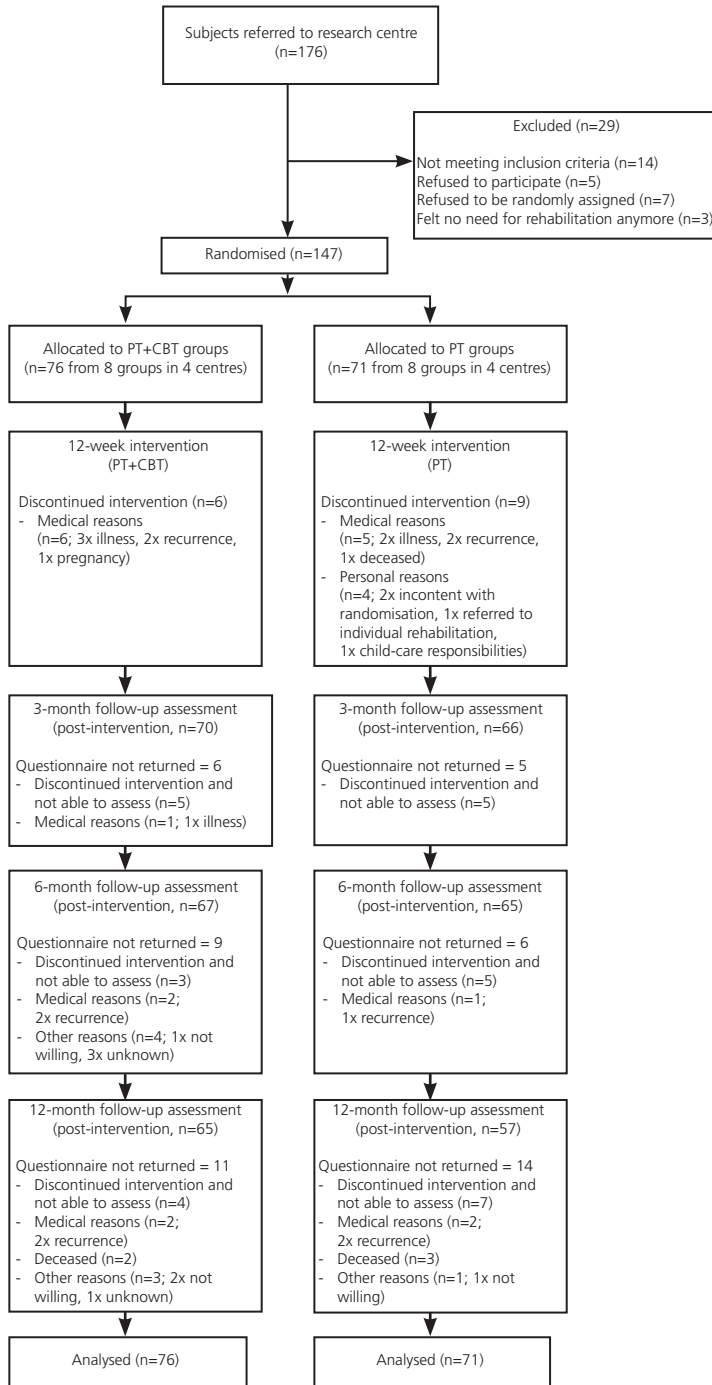 Subjects referred to research centre
(n=176)
Excluded (n=29)
Not meeting inclusion criteria (n=14)
Refused to participate (n=5)
Refused to be randomly assigned (n=7)
Felt no need for rehabilitation anymore (n=3)
Randomised (n=147)
Allocated to PT+CBT groups
(n=76 from 8 groups in 4 centres)
Allocated to PT groups
(n=71 from 8 groups in 4 centres)
12-week intervention
(PT+CBT)
Discontinued intervention (n=6)
- Medical reasons
(n=6; 3x illness, 2x recurrence,
1x pregnancy)
12-week intervention
(PT)
Discontinued intervention (n=9)
- Medical reasons
(n=5; 2x illness, 2x recurrence,
1x deceased)
- Personal reasons
(n=4; 2x incontent with
randomisation, 1x referred to
individual rehabilitation,
1x child-care responsibilities)
3-month follow-up assessment
(post-intervention, n=70)
Questionnaire not returned = 6
- Discontinued intervention and
not able to assess (n=5)
- Medical reasons (n=1; 1x illness)
3-month follow-up assessment
(post-intervention, n=66)
Questionnaire not returned = 5
- Discontinued intervention and
not able to assess (n=5)
6-month follow-up assessment
(post-intervention, n=67)
Questionnaire not returned = 9
- Discontinued intervention and
not able to assess (n=3)
- Medical reasons (n=2;
2x recurrence)
- Other reasons (n=4; 1x not
willing, 3x unknown)
6-month follow-up assessment
(post-intervention, n=65)
Questionnaire not returned = 6
- Discontinued intervention and
not able to assess (n=5)
- Medical reasons (n=1;
1x recurrence)
12-month follow-up assessment
(post-intervention, n=65)
Questionnaire not returned = 11
- Discontinued intervention and
not able to assess (n=4)
- Medical reasons (n=2;
2x recurrence)
- Deceased (n=2)
- Other reasons (n=3; 2x not
willing, 1x unknown)
12-month follow-up assessment
(post-intervention, n=57)
Questionnaire not returned = 14
- Discontinued intervention and
not able to assess (n=7)
- Medical reasons (n=2;
2x recurrence)
- Deceased (n=3)
- Other reasons (n=1; 1x not
willing)
Analysed (n=76)
Analysed (n=71)